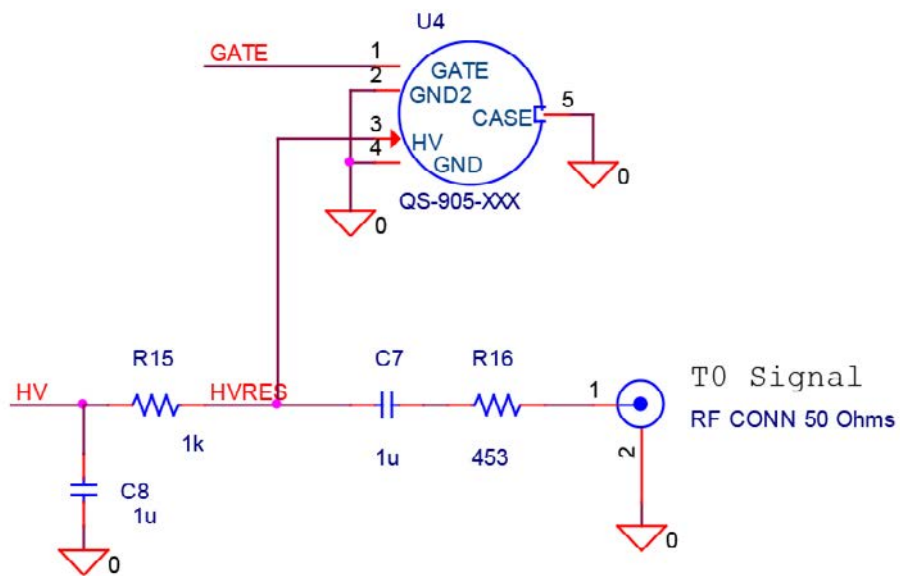 U4
GATE
1
GATE
2
GND2
CASE
5
3
HV
4
GND
0
QS-905-XXX
0
R15
C7
R16
T0 Signal
HV
HVRES
1
RF CONN 50 Ohms
1k
1u
453
2
C8
1u
0
0